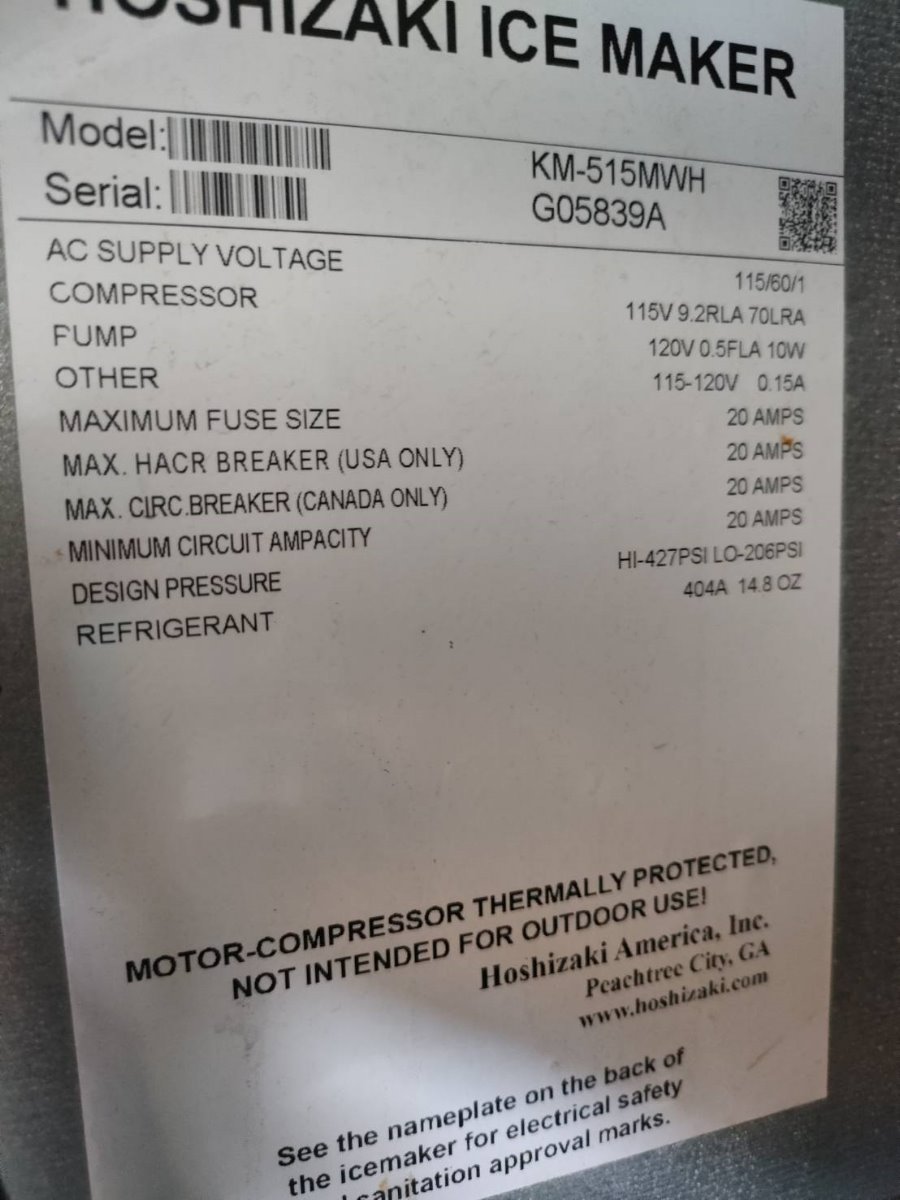 HOSHIZAKI ICE MAKER
Model: KM-515MWH
Serial: G05839A
AC SUPPLY VOLTAGE 115/60/1
COMPRESSOR 115V 9.2RLA 70LRA
PUMP 120V 0.5FLA 10W
OTHER 115-120V 0.15A
MAXIMUM FUSE SIZE 20 AMPS
MAX. HACR BREAKER (USA ONLY) 20 AMPS
MAX. CIRC.BREAKER (CANADA ONLY) 20 AMPS
MINIMUM CIRCUIT AMPACITY 20 AMPS
DESIGN PRESSURE HI-427PSI LO-206PSI
REFRIGERANT 404A 14.8 OZ
MOTOR-COMPRESSOR THERMALLY PROTECTED,
NOT INTENDED FOR OUTDOOR USE!
Hoshizaki America, Inc.
Peachtree City, GA
www.hoshizaki.com
See the nameplate on the back of
the icemaker for electrical safety
sanitation approval marks.